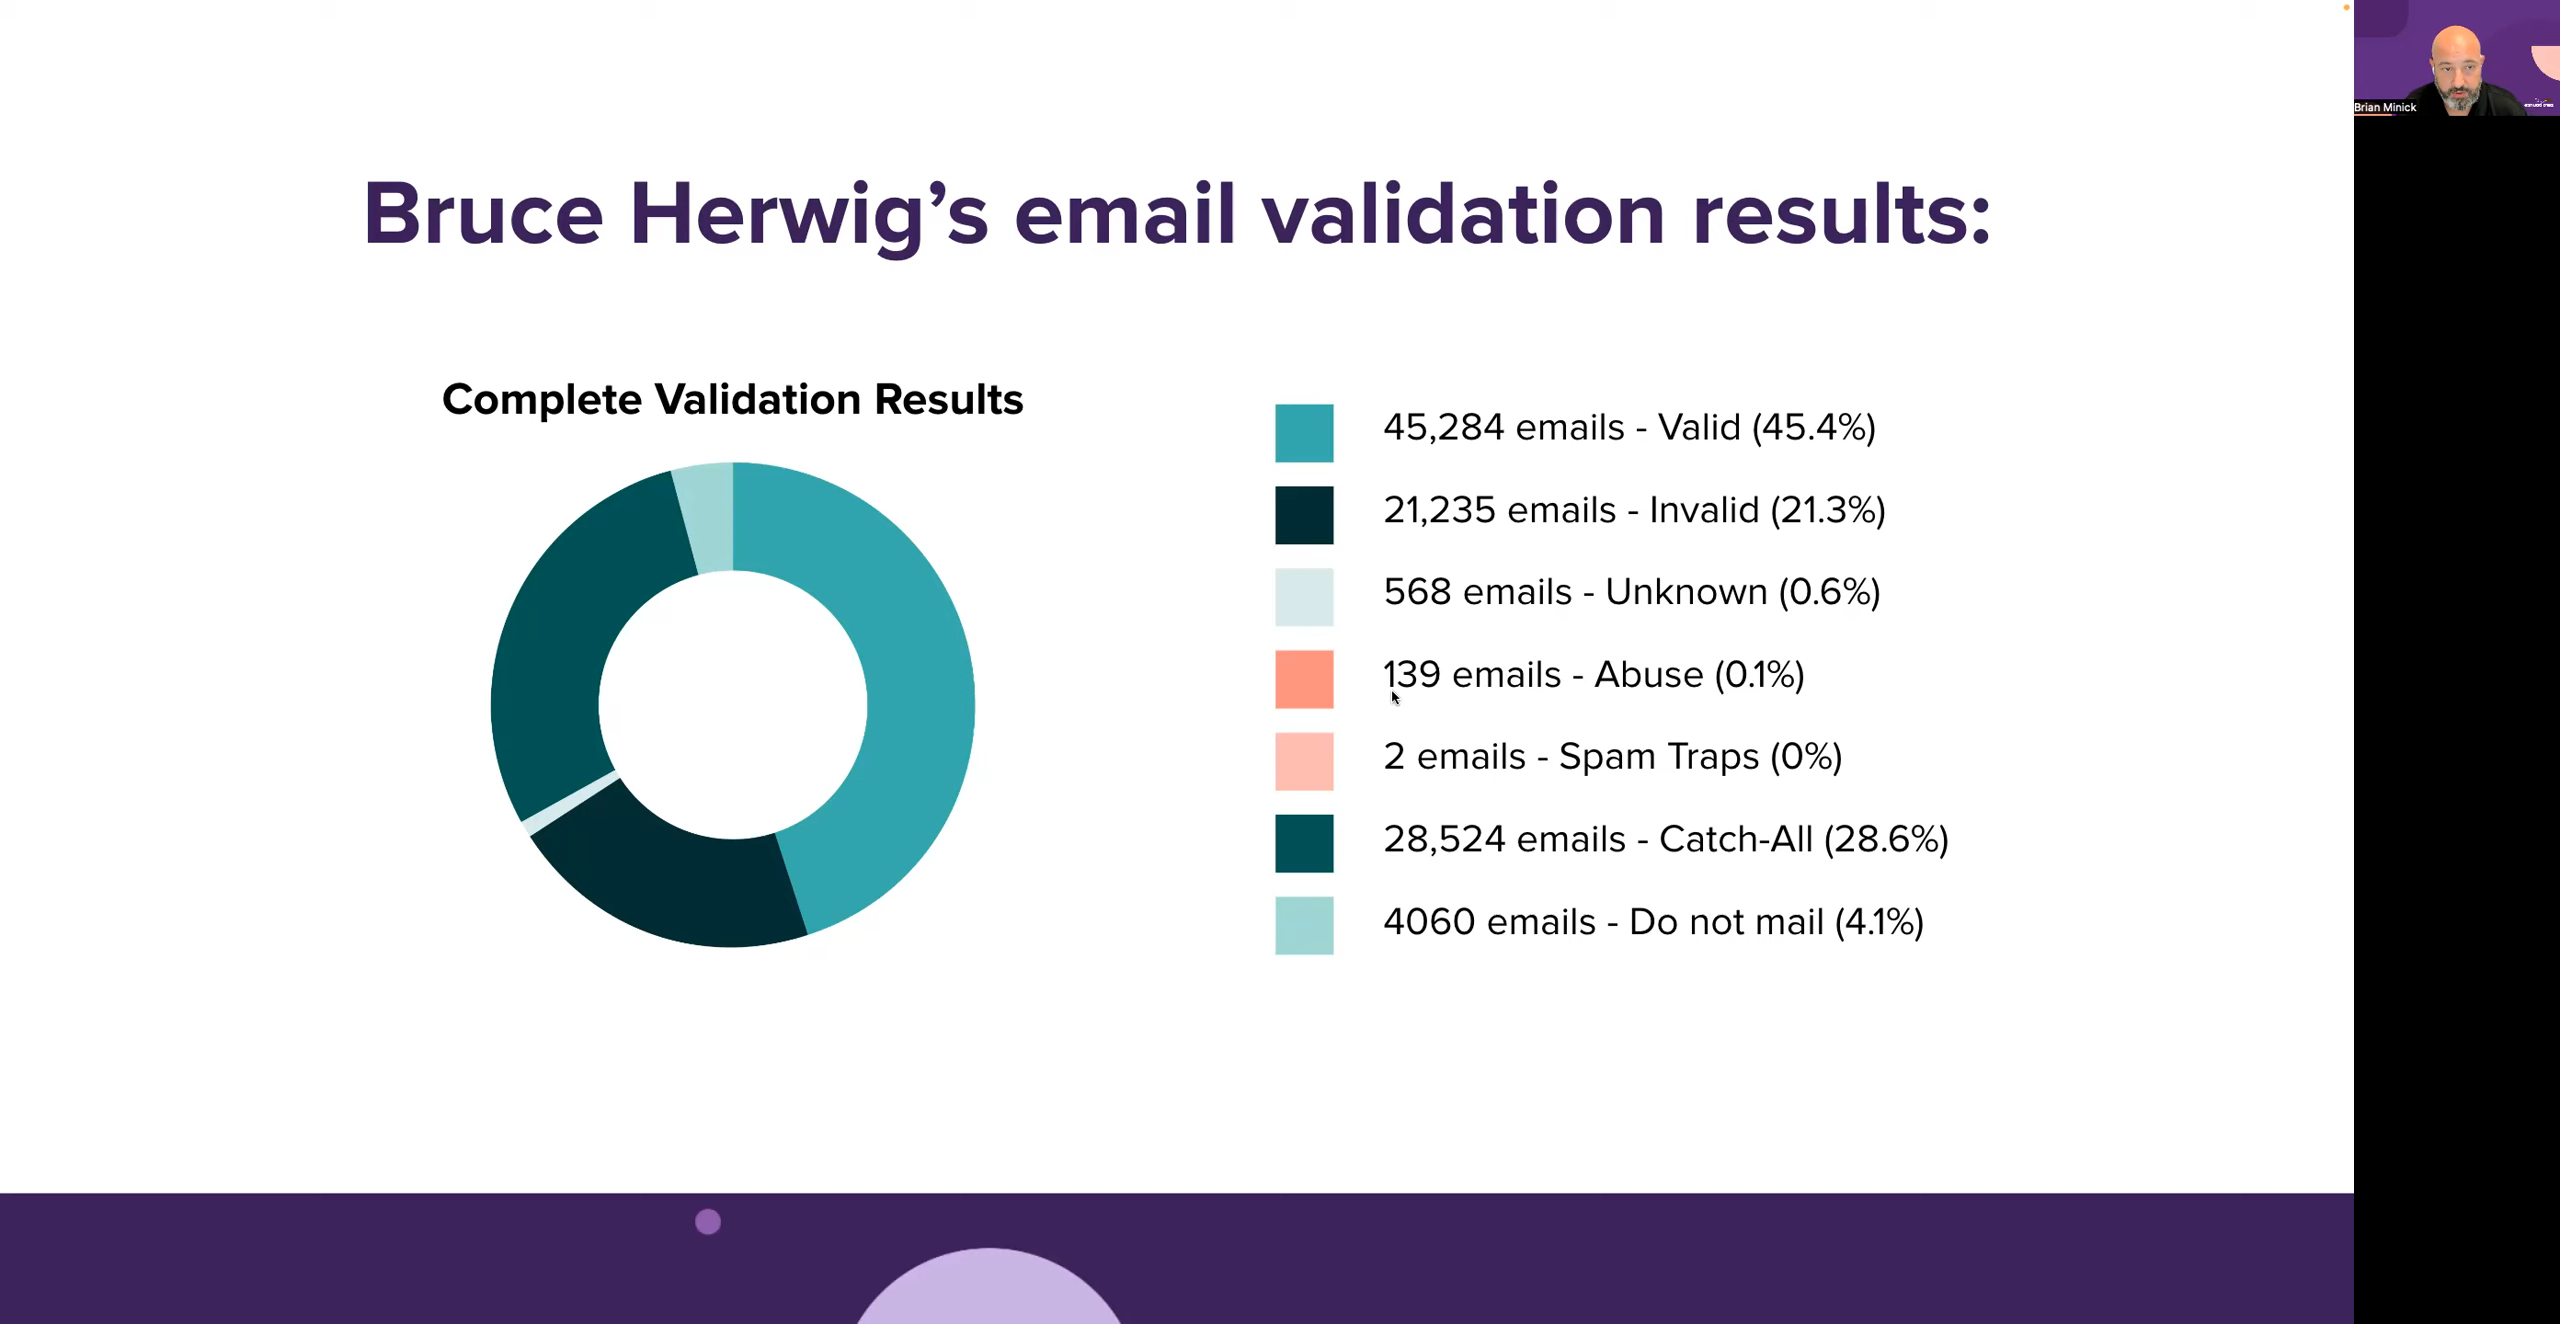 Bruce Herwig’s email validation results:
Complete Validation Results
45,284 emails - Valid (45.4%)
21,235 emails - Invalid (21.3%)
568 emails - Unknown (0.6%)
139 emails - Abuse (0.1%)
2 emails - Spam Traps (0%)
28,524 emails - Catch-All (28.6%)
4060 emails - Do not mail (4.1%)
Brian Minick